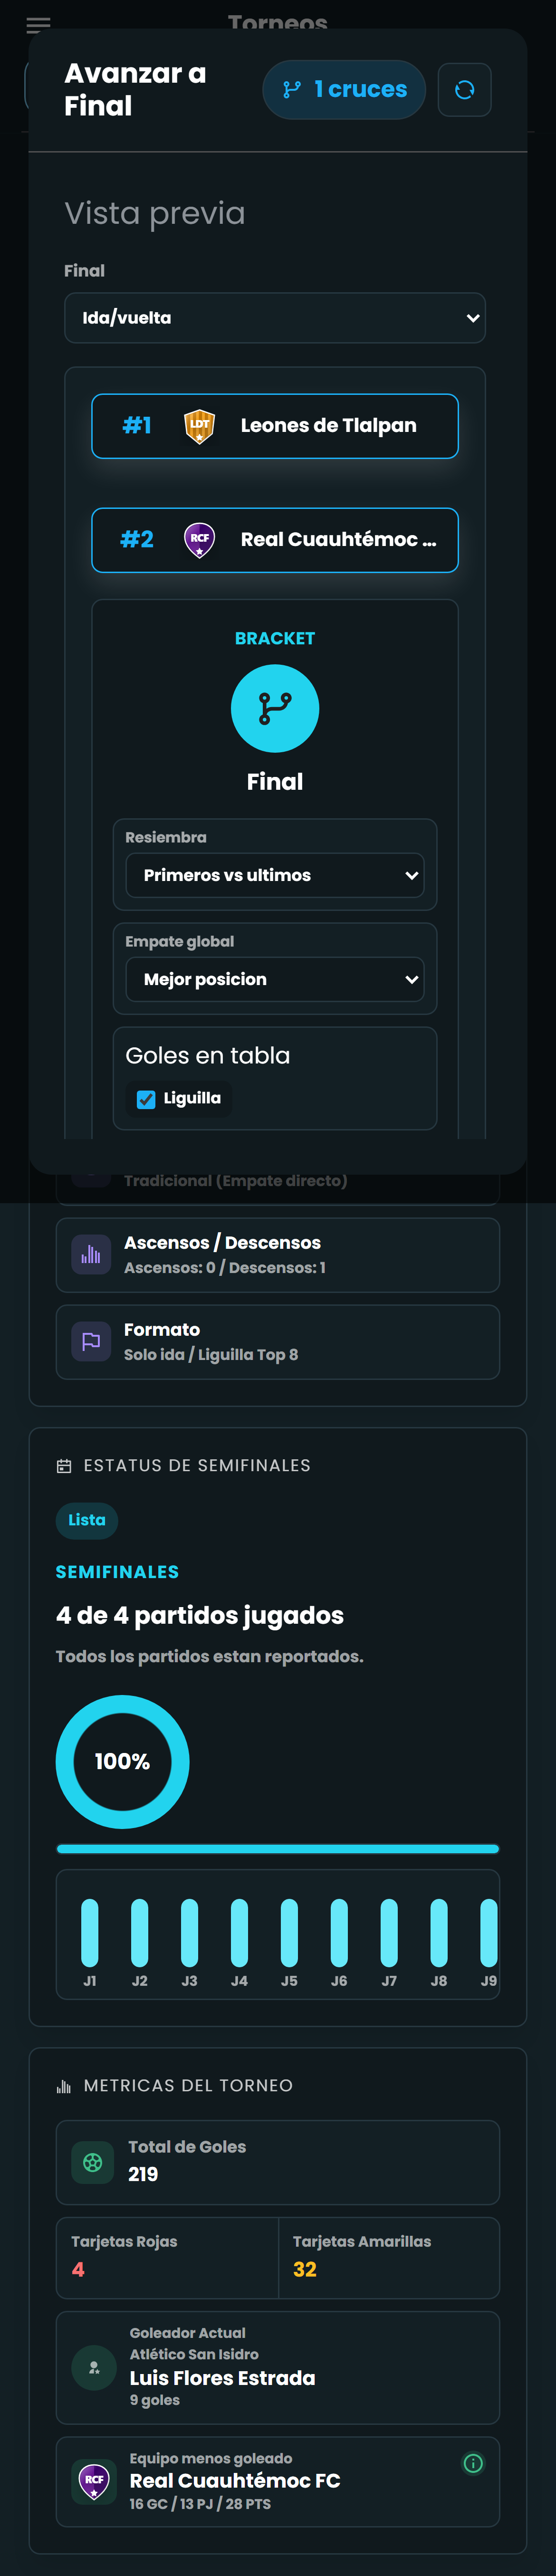 Torneos
Avanzar a
Final
1 cruces
Vista previa
Final
Ida/vuelta
#1
LDT
Leones de Tlalpan
#2
RCF
Real Cuauhtémoc ...
BRACKET
Final
Resiembra
Primeros vs ultimos
Empate global
Mejor posicion
Goles en tabla
Liguilla
Tradicional (Empate directo)
Ascensos / Descensos
Ascensos: 0 / Descensos: 1
Formato
Solo ida / Liguilla Top 8
ESTATUS DE SEMIFINALES
Lista
SEMIFINALES
4 de 4 partidos jugados
Todos los partidos estan reportados.
100%
J1 J2 J3 J4 J5 J6 J7 J8 J9
METRICAS DEL TORNEO
Total de Goles
219
Tarjetas Rojas
4
Tarjetas Amarillas
32
Goleador Actual
Atlético San Isidro
Luis Flores Estrada
9 goles
Equipo menos goleado
RCF
Real Cuauhtémoc FC
16 GC / 13 PJ / 28 PTS